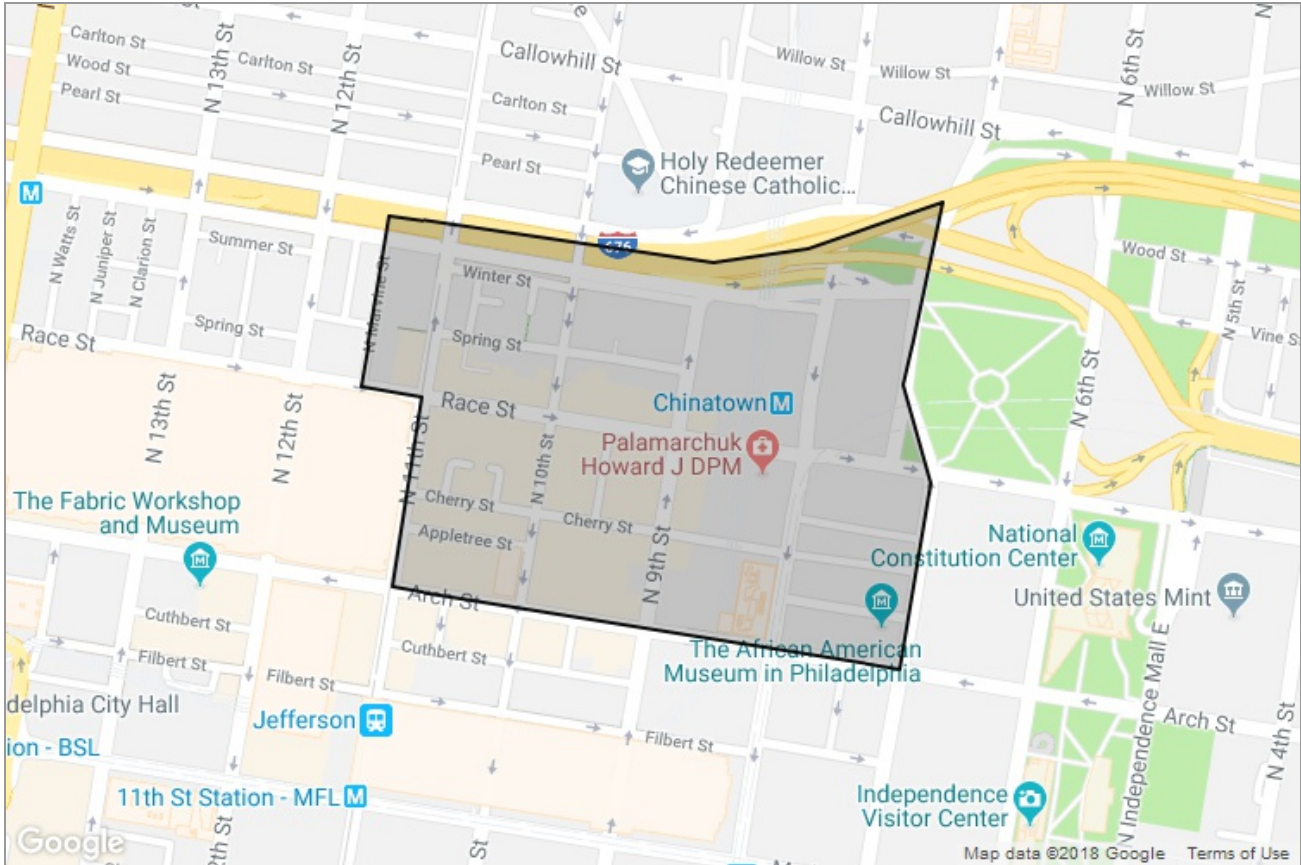 Carlton St
Wood St
Pearl St
N 13th St
Carlton St
N 12th St
Callowhill St
Carlton St
Pearl St
Willow St
Willow St
Willow St
N 6th St
Callowhill St
M
Holy Redeemer
Chinese Catholic...
676
N Watts St
N Juniper St
N Clarion St
Summer St
N Marvine St
Winter St
Wood St
N 5th St
Vine S
Spring St
Spring St
Race St
Race St
N 13th St
N 12th St
N 11th St
N 10th St
Chinatown M
Palamarchuk
Howard J DPM
N 6th St
The Fabric Workshop
and Museum
Cherry St
Cherry St
Appletree St
N 9th St
National
Constitution Center
United States Mint
Arch St
Cuthbert St
Cuthbert St
Filbert St
Filbert St
The African American
Museum in Philadelphia
delphia City Hall
Jefferson
Filbert St
Arch St
N Independence Mall E
N 4th St
ion - BSL
11th St Station - MFL M
Independence
Visitor Center
St
Google
Map data ©2018 Google
Terms of Use